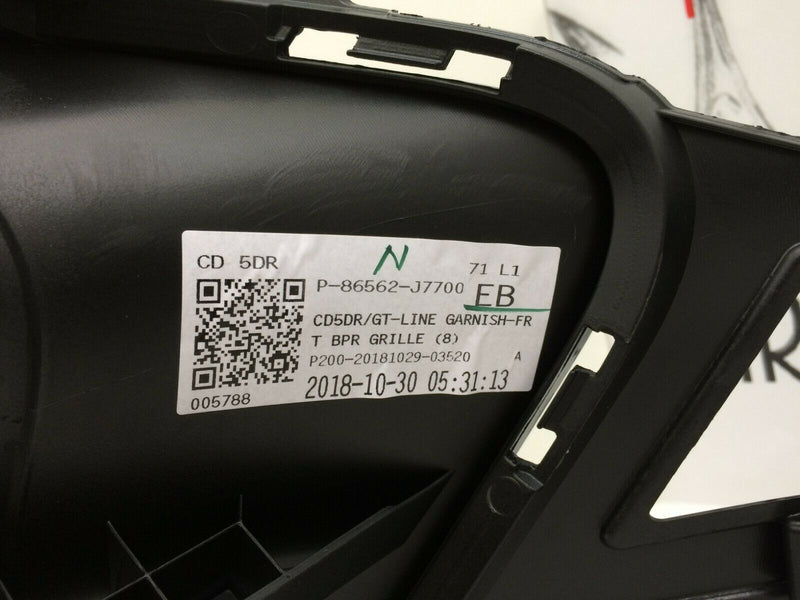 CD 5DR
N
71 L1
P-86562-J7700
EB
CD5DR/GT-LINE GARNISH-FR
T BPR GRILLE (8)
P200-20181029-03520 A
2018-10-30 05:31:13
005788